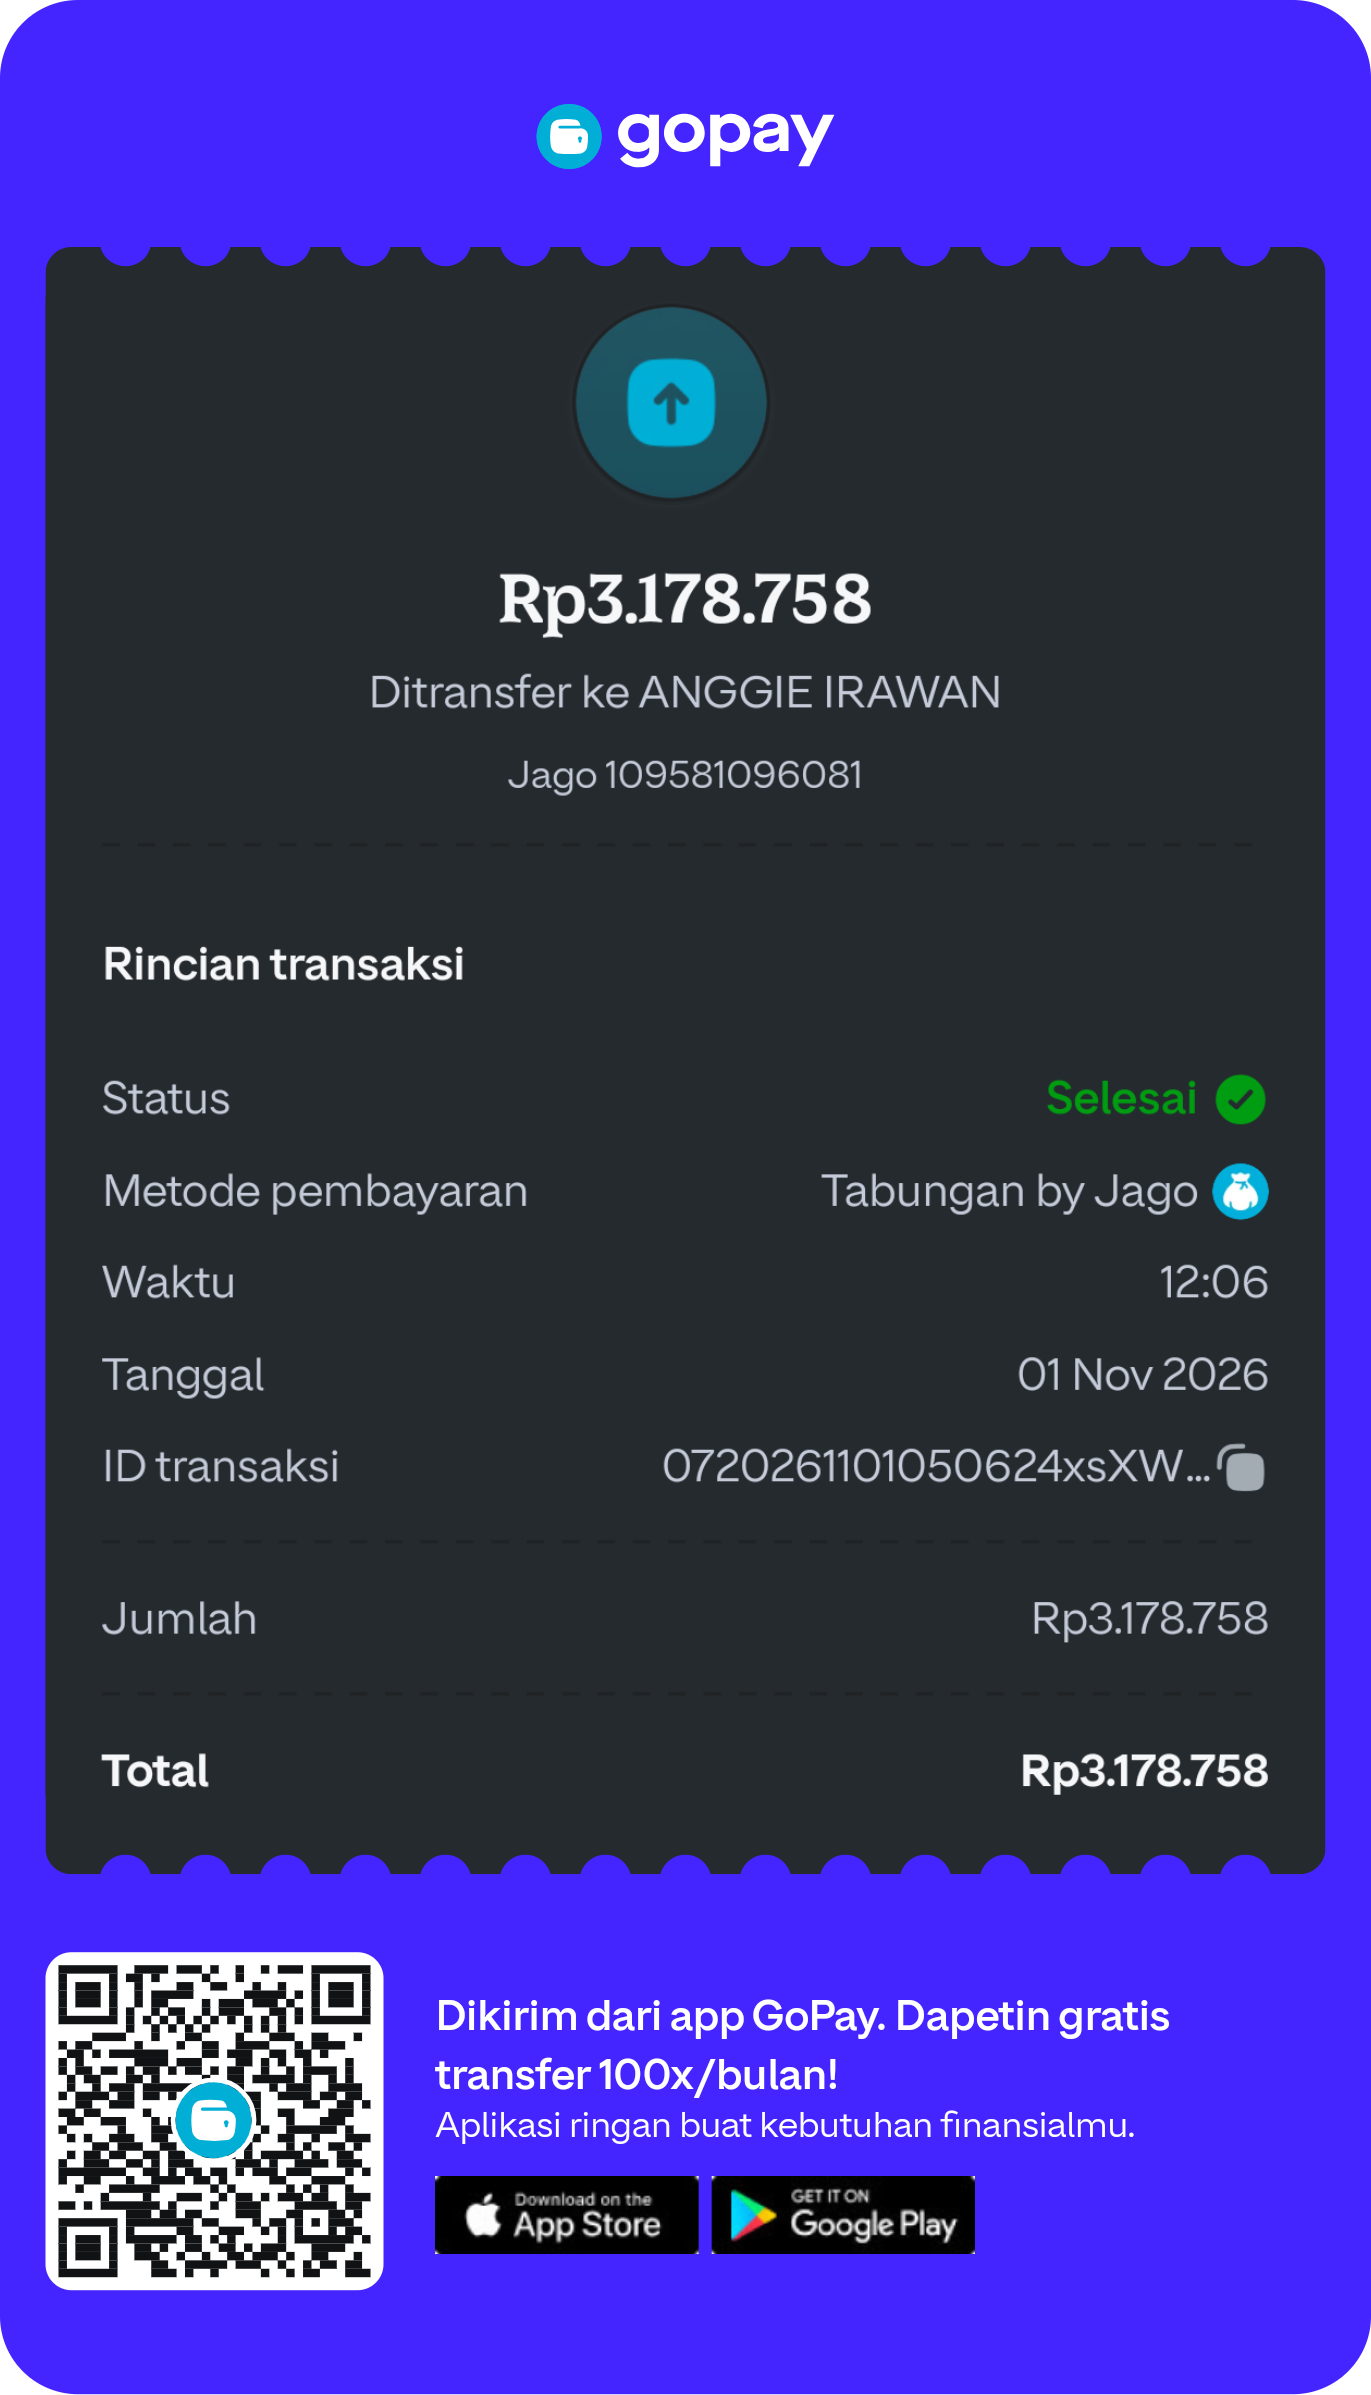 gopay
Rp3.178.758
Ditransfer ke ANGGIE IRAWAN
Jago 109581096081
Rincian transaksi
Status Selesai
Metode pembayaran Tabungan by Jago
Waktu 12:06
Tanggal 01 Nov 2026
ID transaksi 0720261101050624xsXW...
Jumlah Rp3.178.758
Total Rp3.178.758
Dikirim dari app GoPay. Dapetin gratis
transfer 100x/bulan!
Aplikasi ringan buat kebutuhan finansialmu.
Download on the
App Store
GET IT ON
Google Play